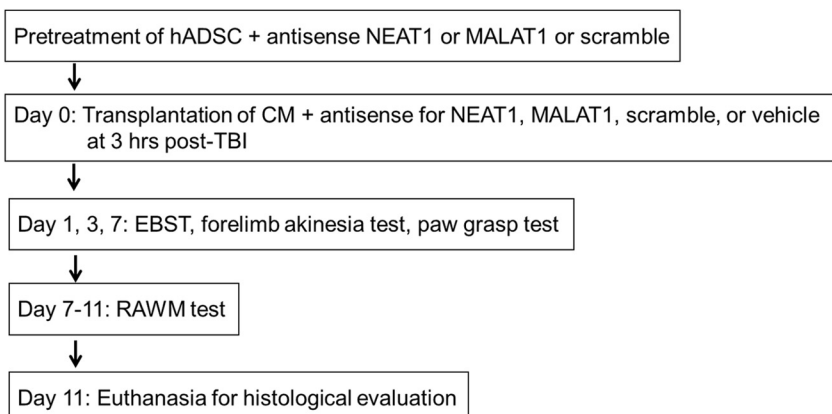 Pretreatment of hADSC + antisense NEAT1 or MALAT1 or scramble
Day 0: Transplantation of CM + antisense for NEAT1, MALAT1, scramble, or vehicle
at 3 hrs post-TBI
Day 1, 3, 7: EBST, forelimb akinesia test, paw grasp test
Day 7-11: RAWM test
Day 11: Euthanasia for histological evaluation